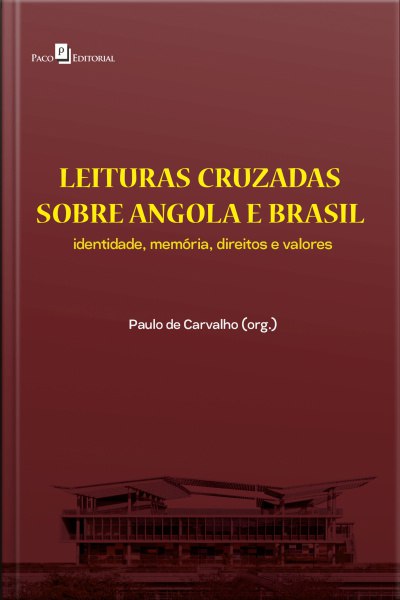 PACO P EDITORIAL
LEITURAS CRUZADAS
SOBRE ANGOLA E BRASIL
identidade, memória, direitos e valores
Paulo de Carvalho (org.)